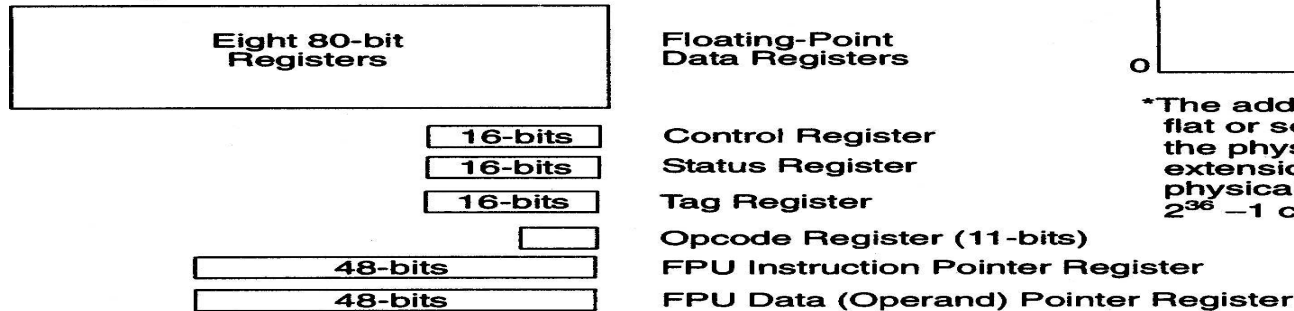 Eight 80-bit
Registers
Floating-Point
Data Registers
0
16-bits
Control Register
16-bits
Status Register
16-bits
Tag Register
Opcode Register (11-bits)
48-bits
FPU Instruction Pointer Register
48-bits
FPU Data (Operand) Pointer Register
*The add
flat or
the phys
extensio
physica
2³⁶ –1